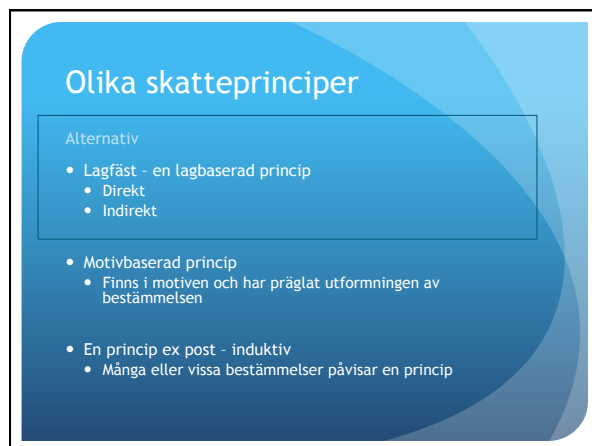 Olika skatteprinciper
Alternativ
• Lagfäst – en lagbaserad princip
• Direkt
• Indirekt
• Motivbaserad princip
• Finns i motiven och har präglat utformningen av
bestämmelsen
• En princip ex post – induktiv
• Många eller vissa bestämmelser påvisar en princip